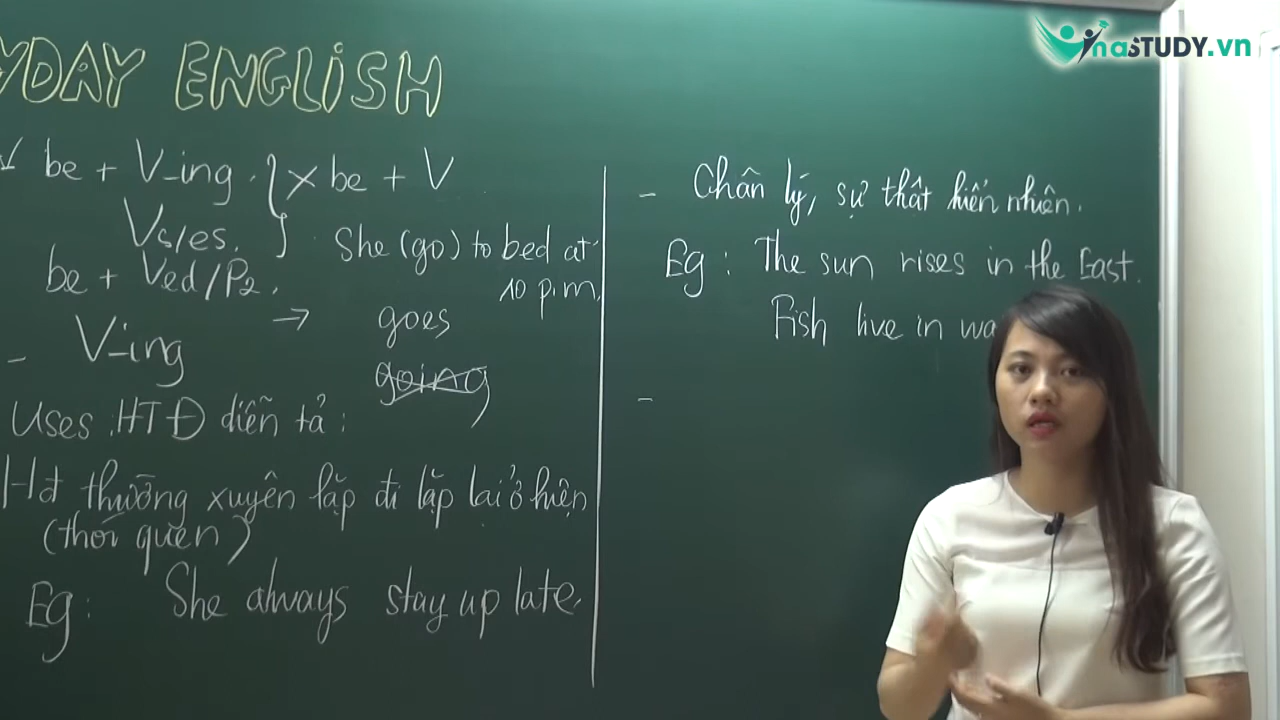 YDAY ENGLISH
be + V-ing.
× be + V
Vs/es.
be + Ved/P2.
She (go) to bed at
10 p.m.
→ goes
going
- V-ing
Uses: HTĐ diễn tả:
Hđ thường xuyên lặp đi lặp lại ở hiện
(thói quen)
Eg: She always stay up late.
- Chân lý, sự thật hiển nhiên.
Eg: The sun rises in the East.
Fish live in wa
-
VinaSTUDY.vn